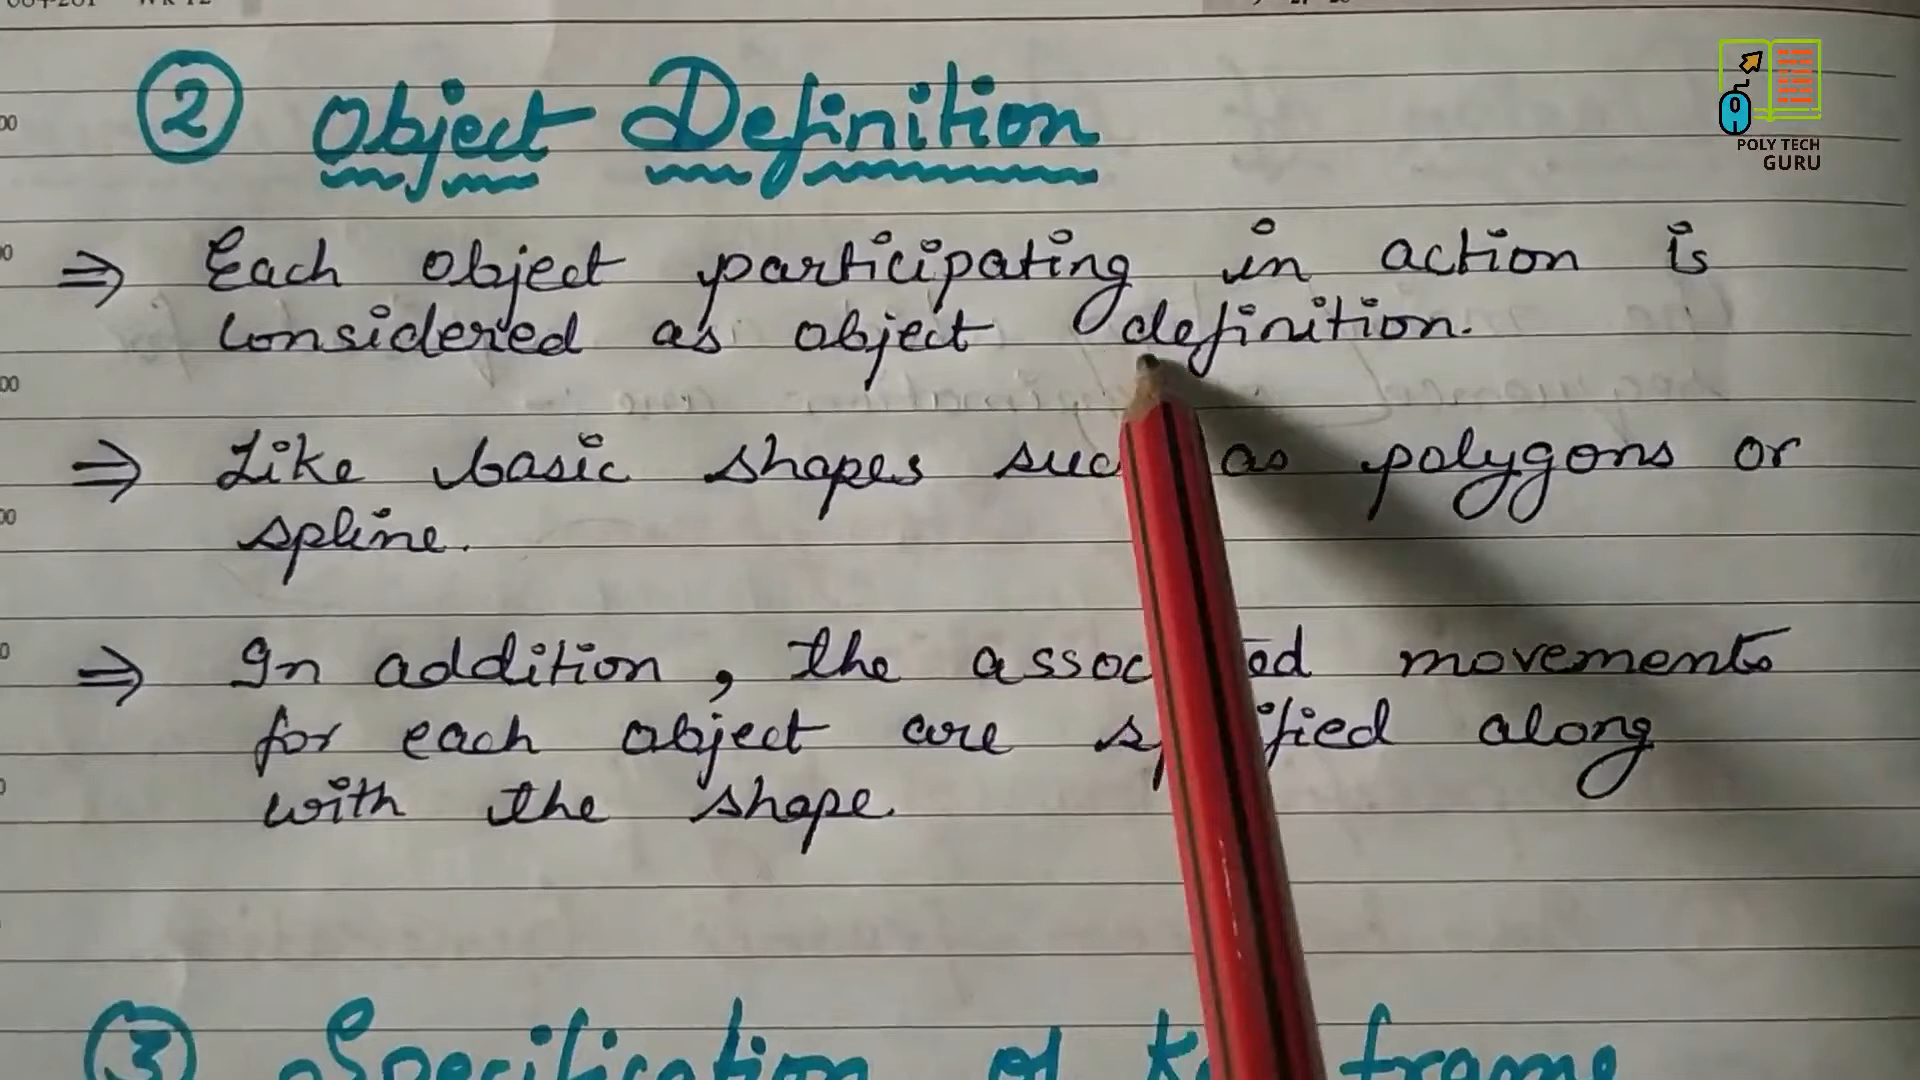 ② Object Definition
POLY TECH
GURU
⇒ Each object participating in action is
considered as object definition.
⇒ Like basic shapes such as polygons or
spline.
⇒ In addition, the associated movements
for each object are specified along
with the shape.
③ Specification of Key frame